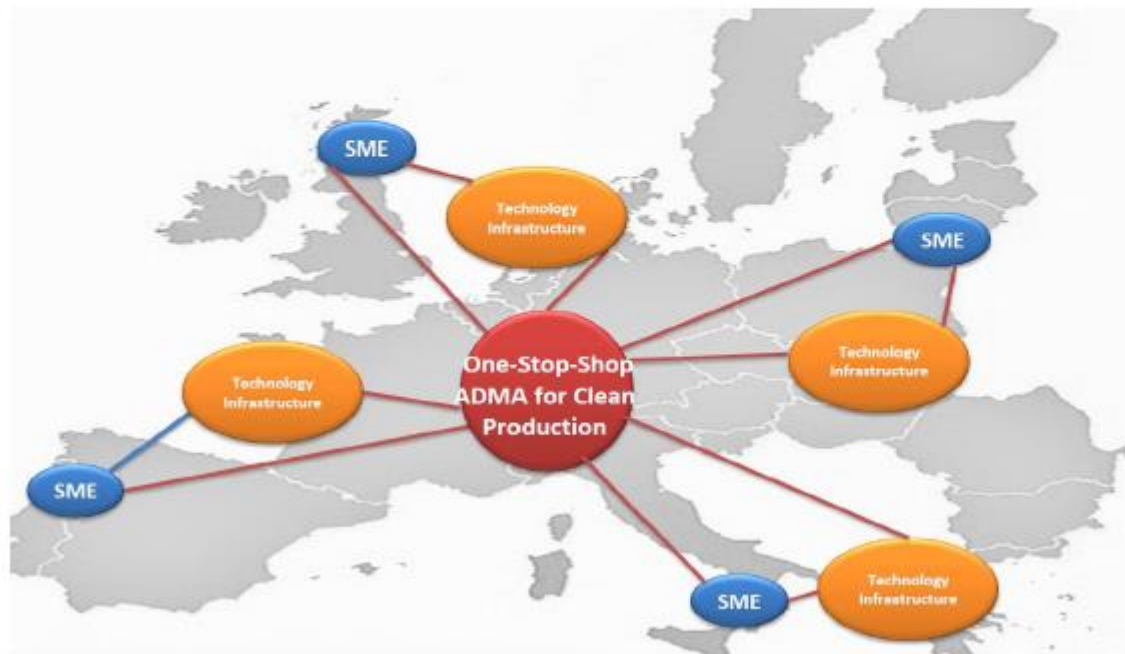 SME
Technology
Infrastructure
SME
One-Stop-Shop
ADMA for Clean
Production
Technology
Infrastructure
Technology
Infrastructure
SME
SME
Technology
Infrastructure